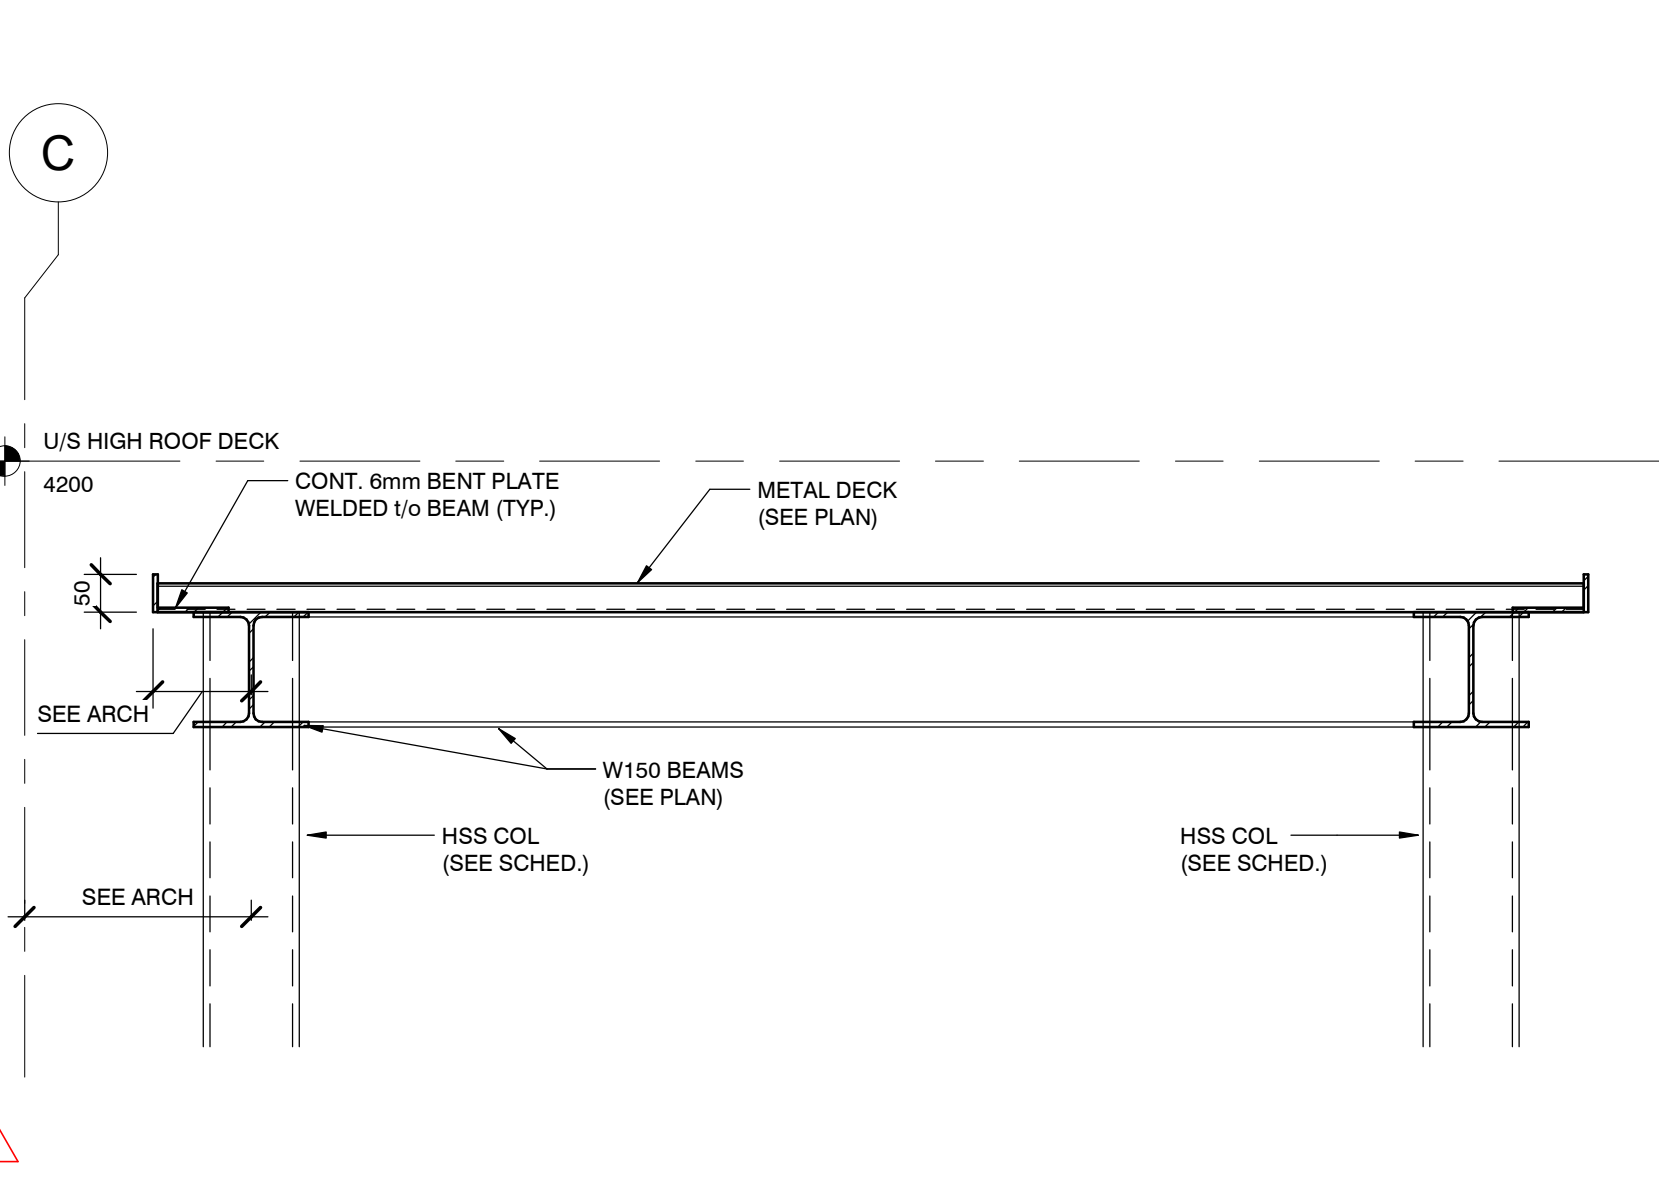 C
U/S HIGH ROOF DECK
4200
CONT. 6mm BENT PLATE
WELDED t/o BEAM (TYP.)
METAL DECK
(SEE PLAN)
50
SEE ARCH
W150 BEAMS
(SEE PLAN)
HSS COL
(SEE SCHED.)
HSS COL
(SEE SCHED.)
SEE ARCH